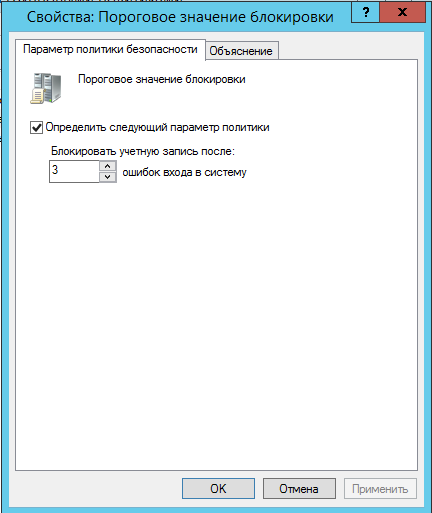 Свойства: Пороговое значение блокировки
?
x
Параметр политики безопасности
Объяснение
Пороговое значение блокировки
Определить следующий параметр политики
Блокировать учетную запись после:
3 ошибок входа в систему
OK
Отмена
Применить